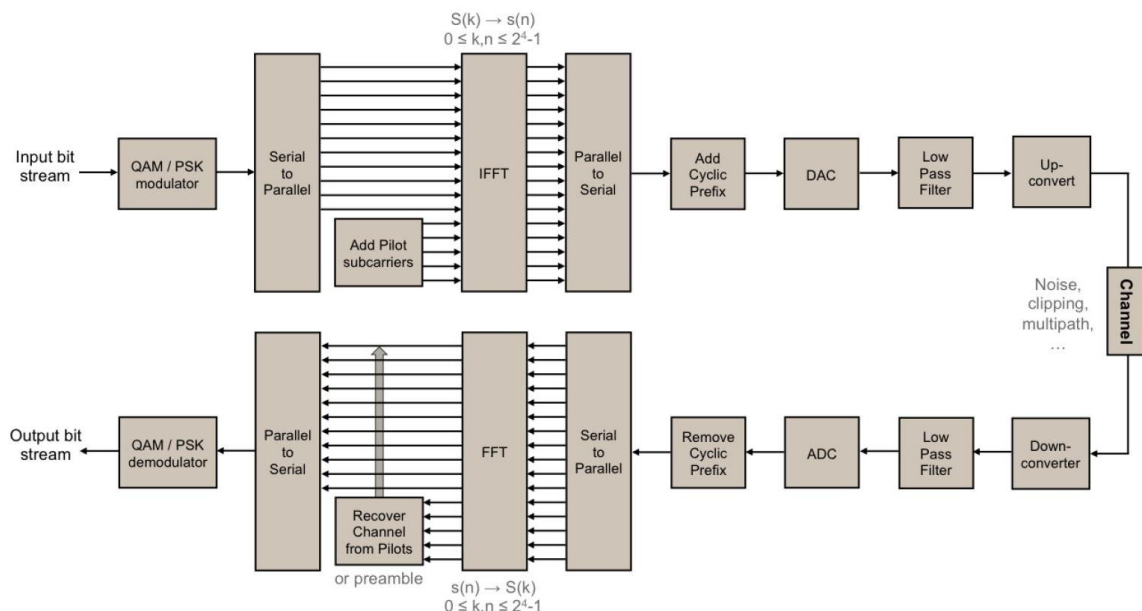 S(k) → s(n)
0 ≤ k,n ≤ 2⁴-1
Input bit
stream
QAM / PSK
modulator
Serial
to
Parallel
Add Pilot
subcarriers
IFFT
Parallel
to
Serial
Add
Cyclic
Prefix
DAC
Low
Pass
Filter
Up-
convert
Noise,
clipping,
multipath,
…
Channel
Output bit
stream
QAM / PSK
demodulator
Parallel
to
Serial
Recover
Channel
from Pilots
or preamble
FFT
Serial
to
Parallel
Remove
Cyclic
Prefix
ADC
Low
Pass
Filter
Down-
converter
s(n) → S(k)
0 ≤ k,n ≤ 2⁴-1